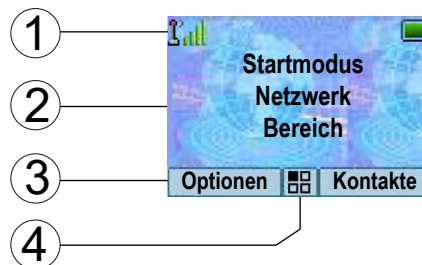 1
Startmodus
2
Netzwerk
Bereich
3
Optionen Kontakte
4